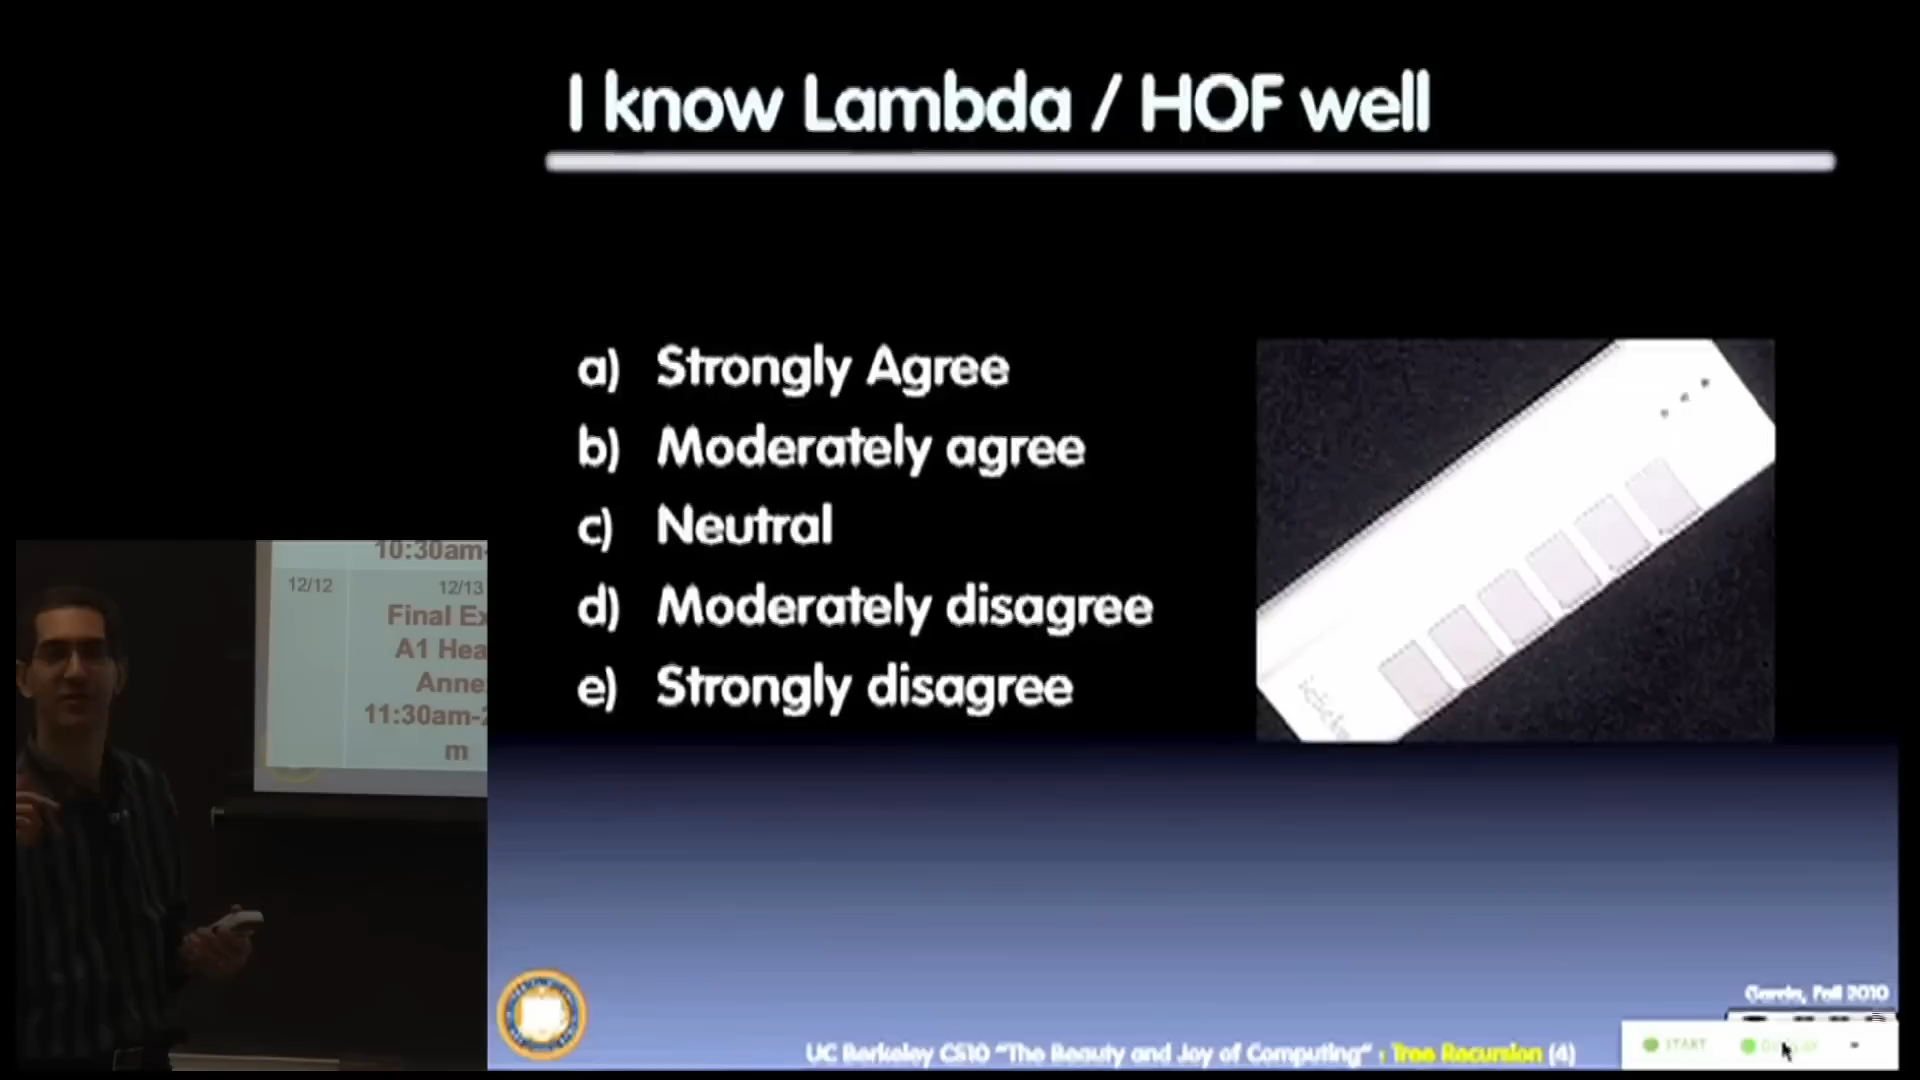 I know Lambda / HOF well
a) Strongly Agree
b) Moderately agree
c) Neutral
d) Moderately disagree
e) Strongly disagree
10:30am-
12/12
12/13
Final Ex
A1 Hea
Anne
11:30am-2
m
iclicker
Garcia, Fall 2010
UC Berkeley CS10 "The Beauty and Joy of Computing" : Tree Recursion (4)
START